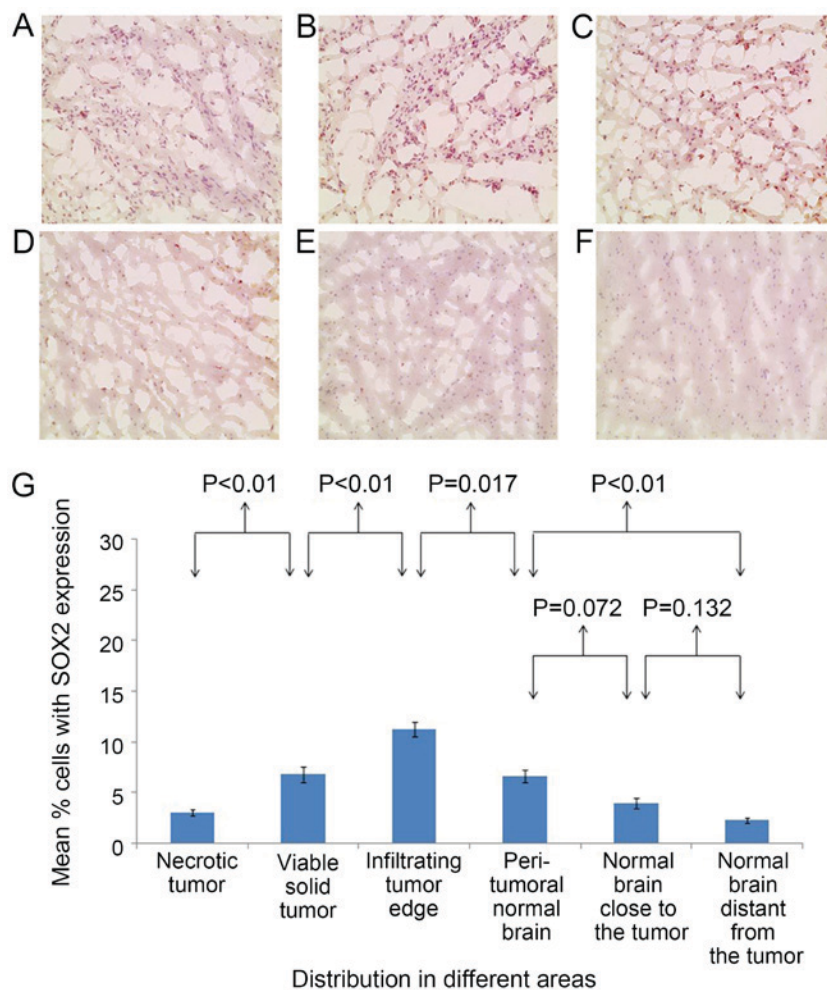 A
B
C
D
E
F
G
P<0.01
P<0.01
P=0.017
P<0.01
P=0.072
P=0.132
Mean % cells with SOX2 expression
30
25
20
15
10
5
0
Necrotic
tumor
Viable
solid
tumor
Infiltrating
tumor
edge
Peri-
tumoral
normal
brain
Normal
brain
close to
the tumor
Normal
brain
distant
from
the tumor
Distribution in different areas